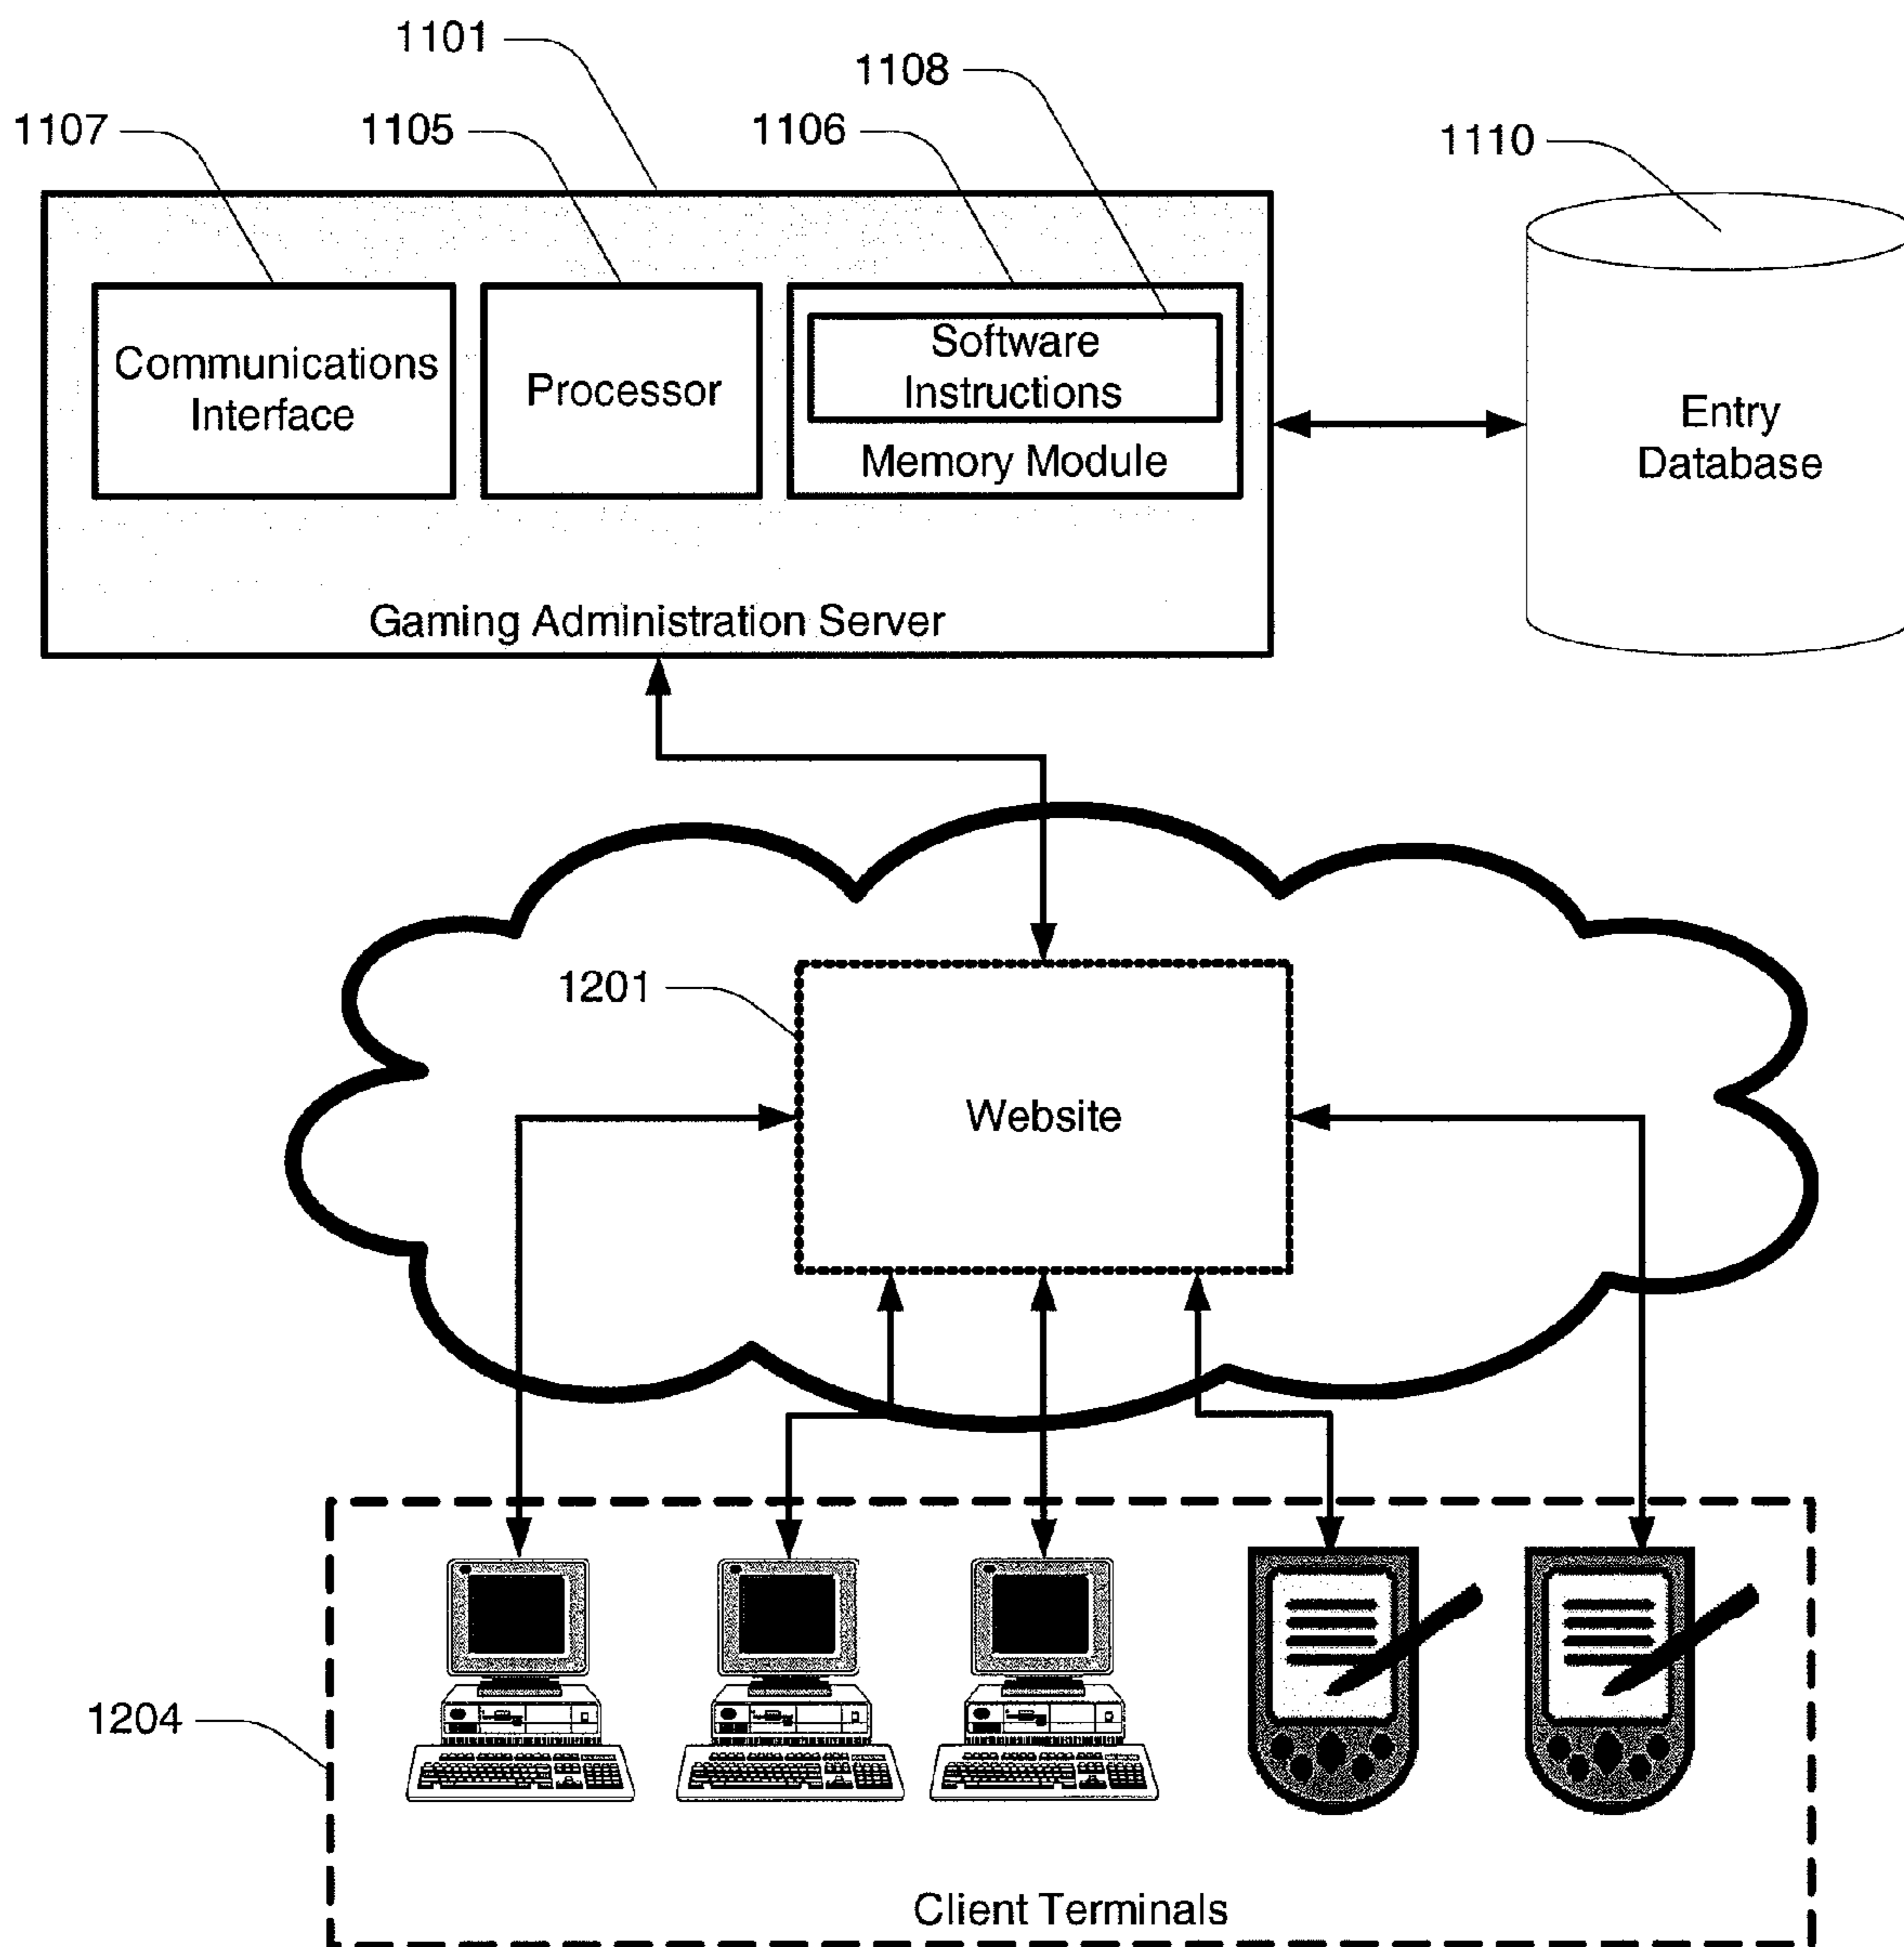 1101
1108
1107
1105
1106
1110
Communications
Interface
Processor
Software
Instructions
Memory Module
Entry
Database
Gaming Administration Server
1201
Website
1204
Client Terminals